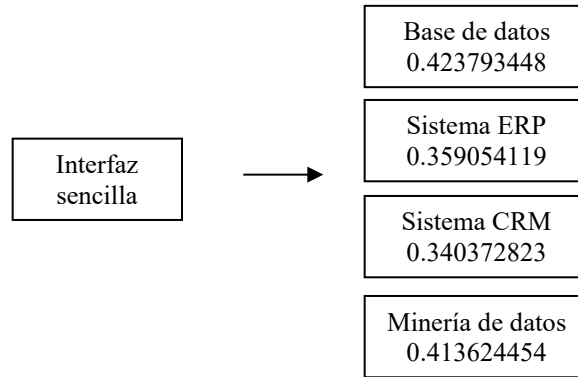 Base de datos
0.423793448
Sistema ERP
0.359054119
Interfaz
sencilla
Sistema CRM
0.340372823
Minería de datos
0.413624454